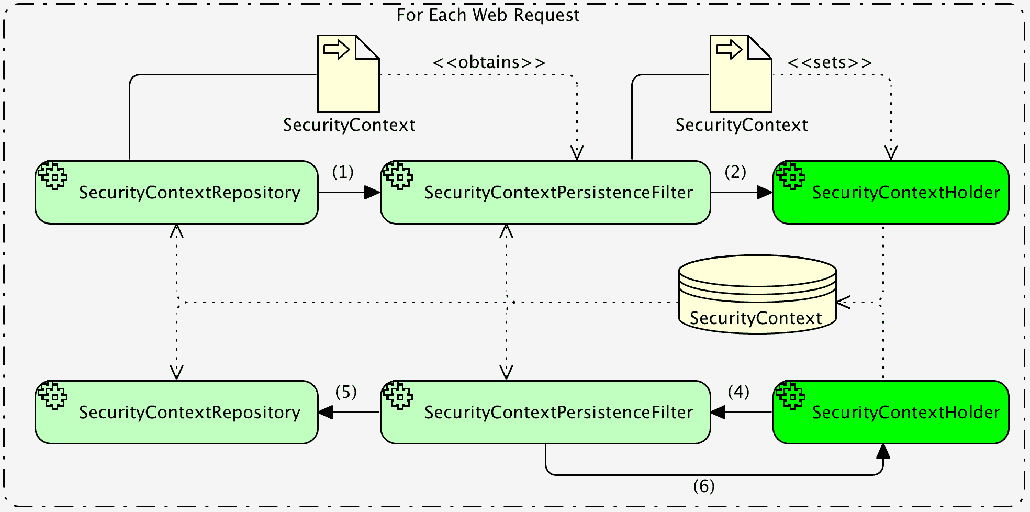 For Each Web Request
<<obtains>>
<<sets>>
SecurityContext
SecurityContext
(1)
(2)
SecurityContextRepository
SecurityContextPersistenceFilter
SecurityContextHolder
SecurityContext
(5)
(4)
SecurityContextRepository
SecurityContextPersistenceFilter
SecurityContextHolder
(6)